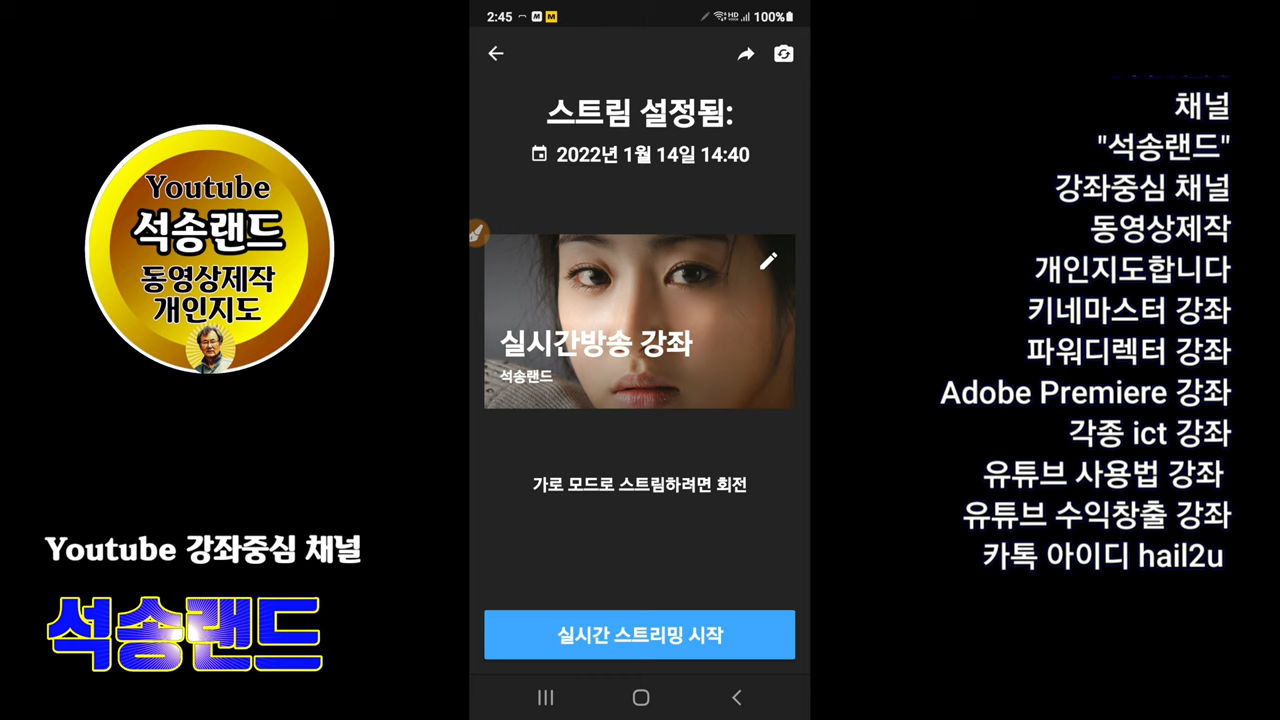 Youtube
석송랜드
동영상제작
개인지도
Youtube 강좌중심 채널
석송랜드
2:45
100%
스트림 설정됨:
2022년 1월 14일 14:40
실시간방송 강좌
석송랜드
가로 모드로 스트림하려면 회전
실시간 스트리밍 시작
채널
"석송랜드"
강좌중심 채널
동영상제작
개인지도합니다
키네마스터 강좌
파워디렉터 강좌
Adobe Premiere 강좌
각종 ict 강좌
유튜브 사용법 강좌
유튜브 수익창출 강좌
카톡 아이디 hail2u